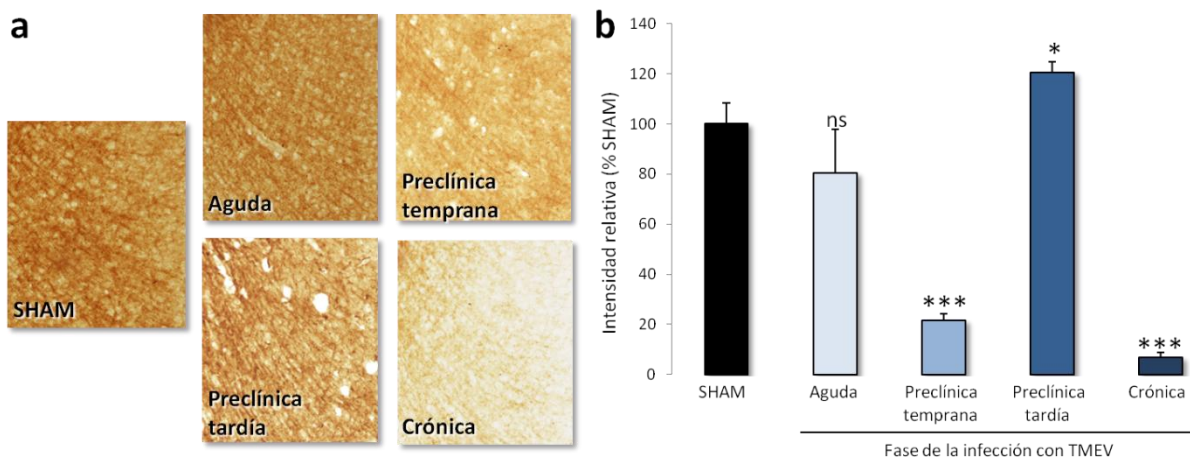 a
SHAM
Aguda
Preclínica
temprana
Preclínica
tardía
Crónica
b
Intensidad relativa (% SHAM)
140
120
100
80
60
40
20
0
ns
***
*
***
SHAM
Aguda
Preclínica
temprana
Preclínica
tardía
Crónica
Fase de la infección con TMEV